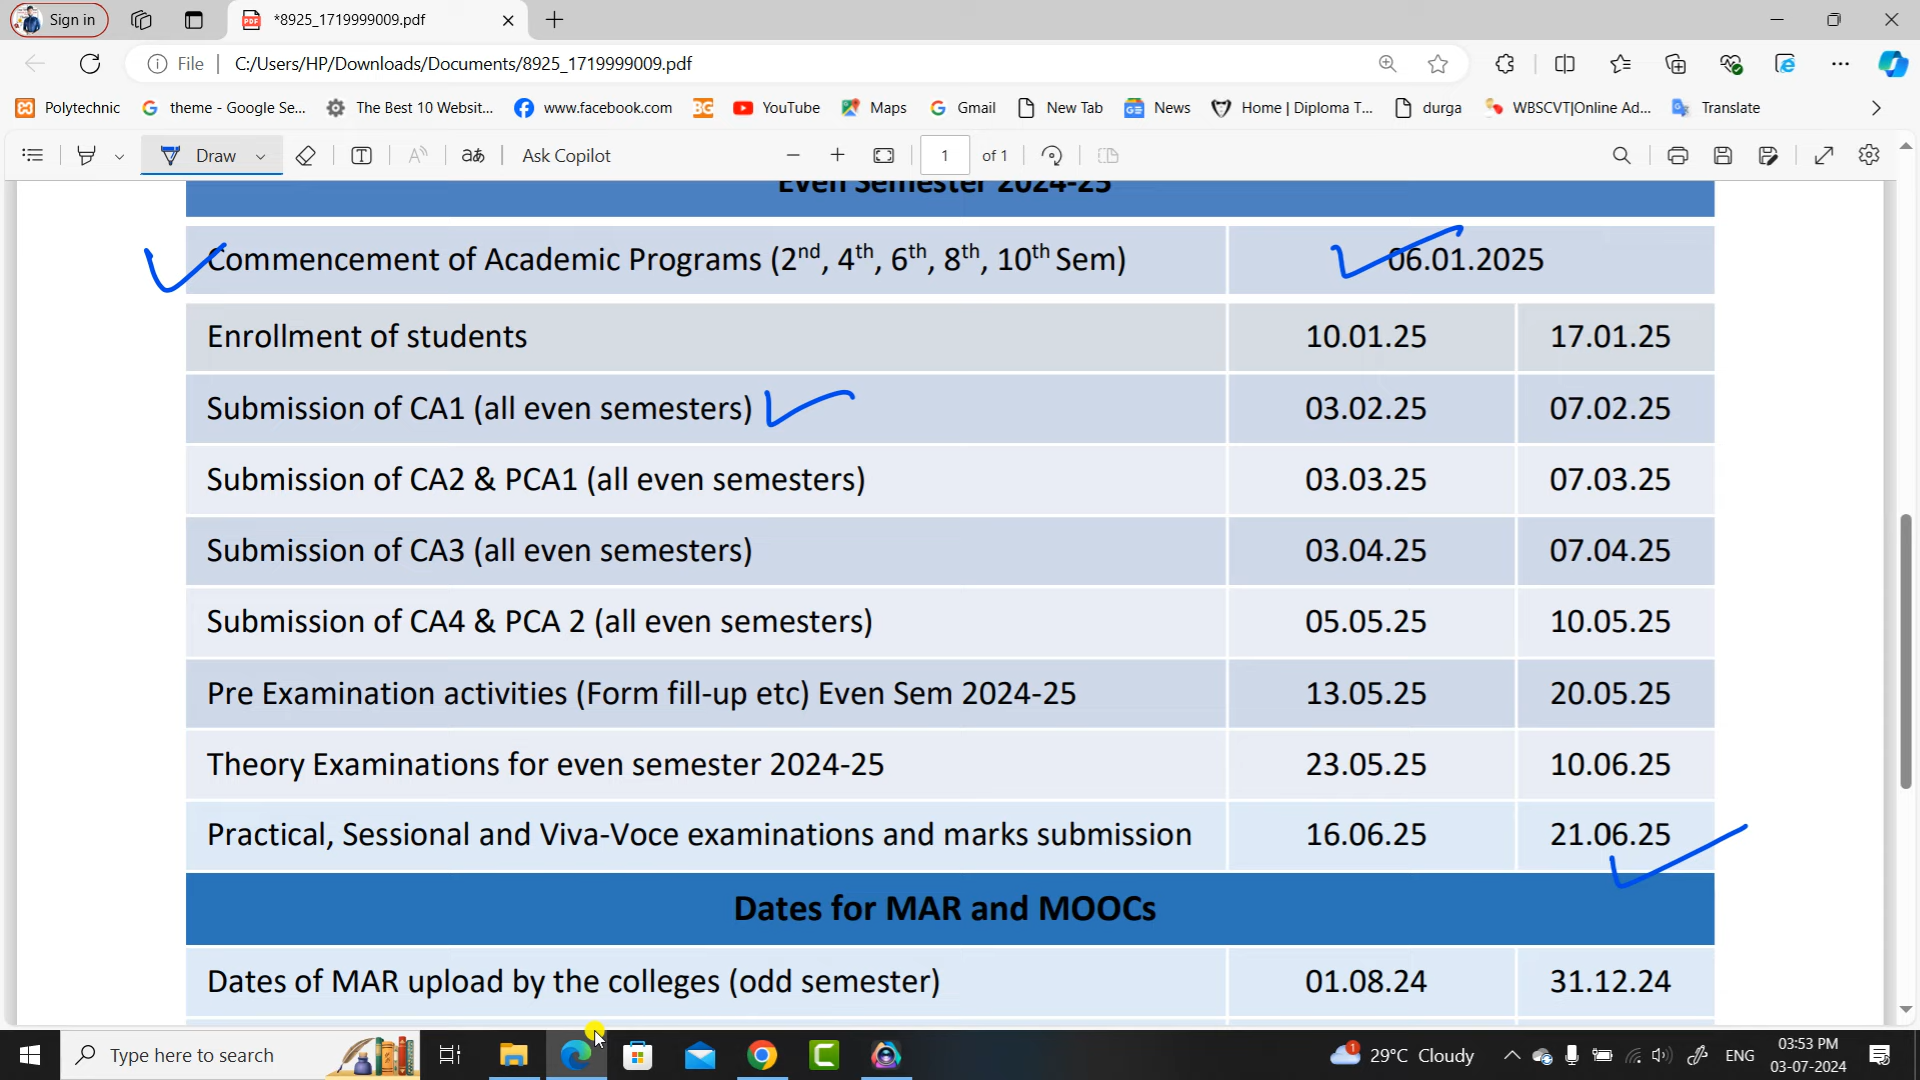 Sign in
*8925_1719999009.pdf
File
C:/Users/HP/Downloads/Documents/8925_1719999009.pdf
Polytechnic
theme - Google Se...
The Best 10 Websit...
www.facebook.com
YouTube
Maps
Gmail
New Tab
News
Home | Diploma T...
durga
WBSCVT|Online Ad...
Translate
Draw
Ask Copilot
1 of 1
Even Semester 2024-25
Commencement of Academic Programs (2nd, 4th, 6th, 8th, 10th Sem) 06.01.2025
Enrollment of students 10.01.25 17.01.25
Submission of CA1 (all even semesters) 03.02.25 07.02.25
Submission of CA2 & PCA1 (all even semesters) 03.03.25 07.03.25
Submission of CA3 (all even semesters) 03.04.25 07.04.25
Submission of CA4 & PCA 2 (all even semesters) 05.05.25 10.05.25
Pre Examination activities (Form fill-up etc) Even Sem 2024-25 13.05.25 20.05.25
Theory Examinations for even semester 2024-25 23.05.25 10.06.25
Practical, Sessional and Viva-Voce examinations and marks submission 16.06.25 21.06.25
Dates for MAR and MOOCs
Dates of MAR upload by the colleges (odd semester) 01.08.24 31.12.24
Type here to search
29°C Cloudy
ENG
03:53 PM
03-07-2024